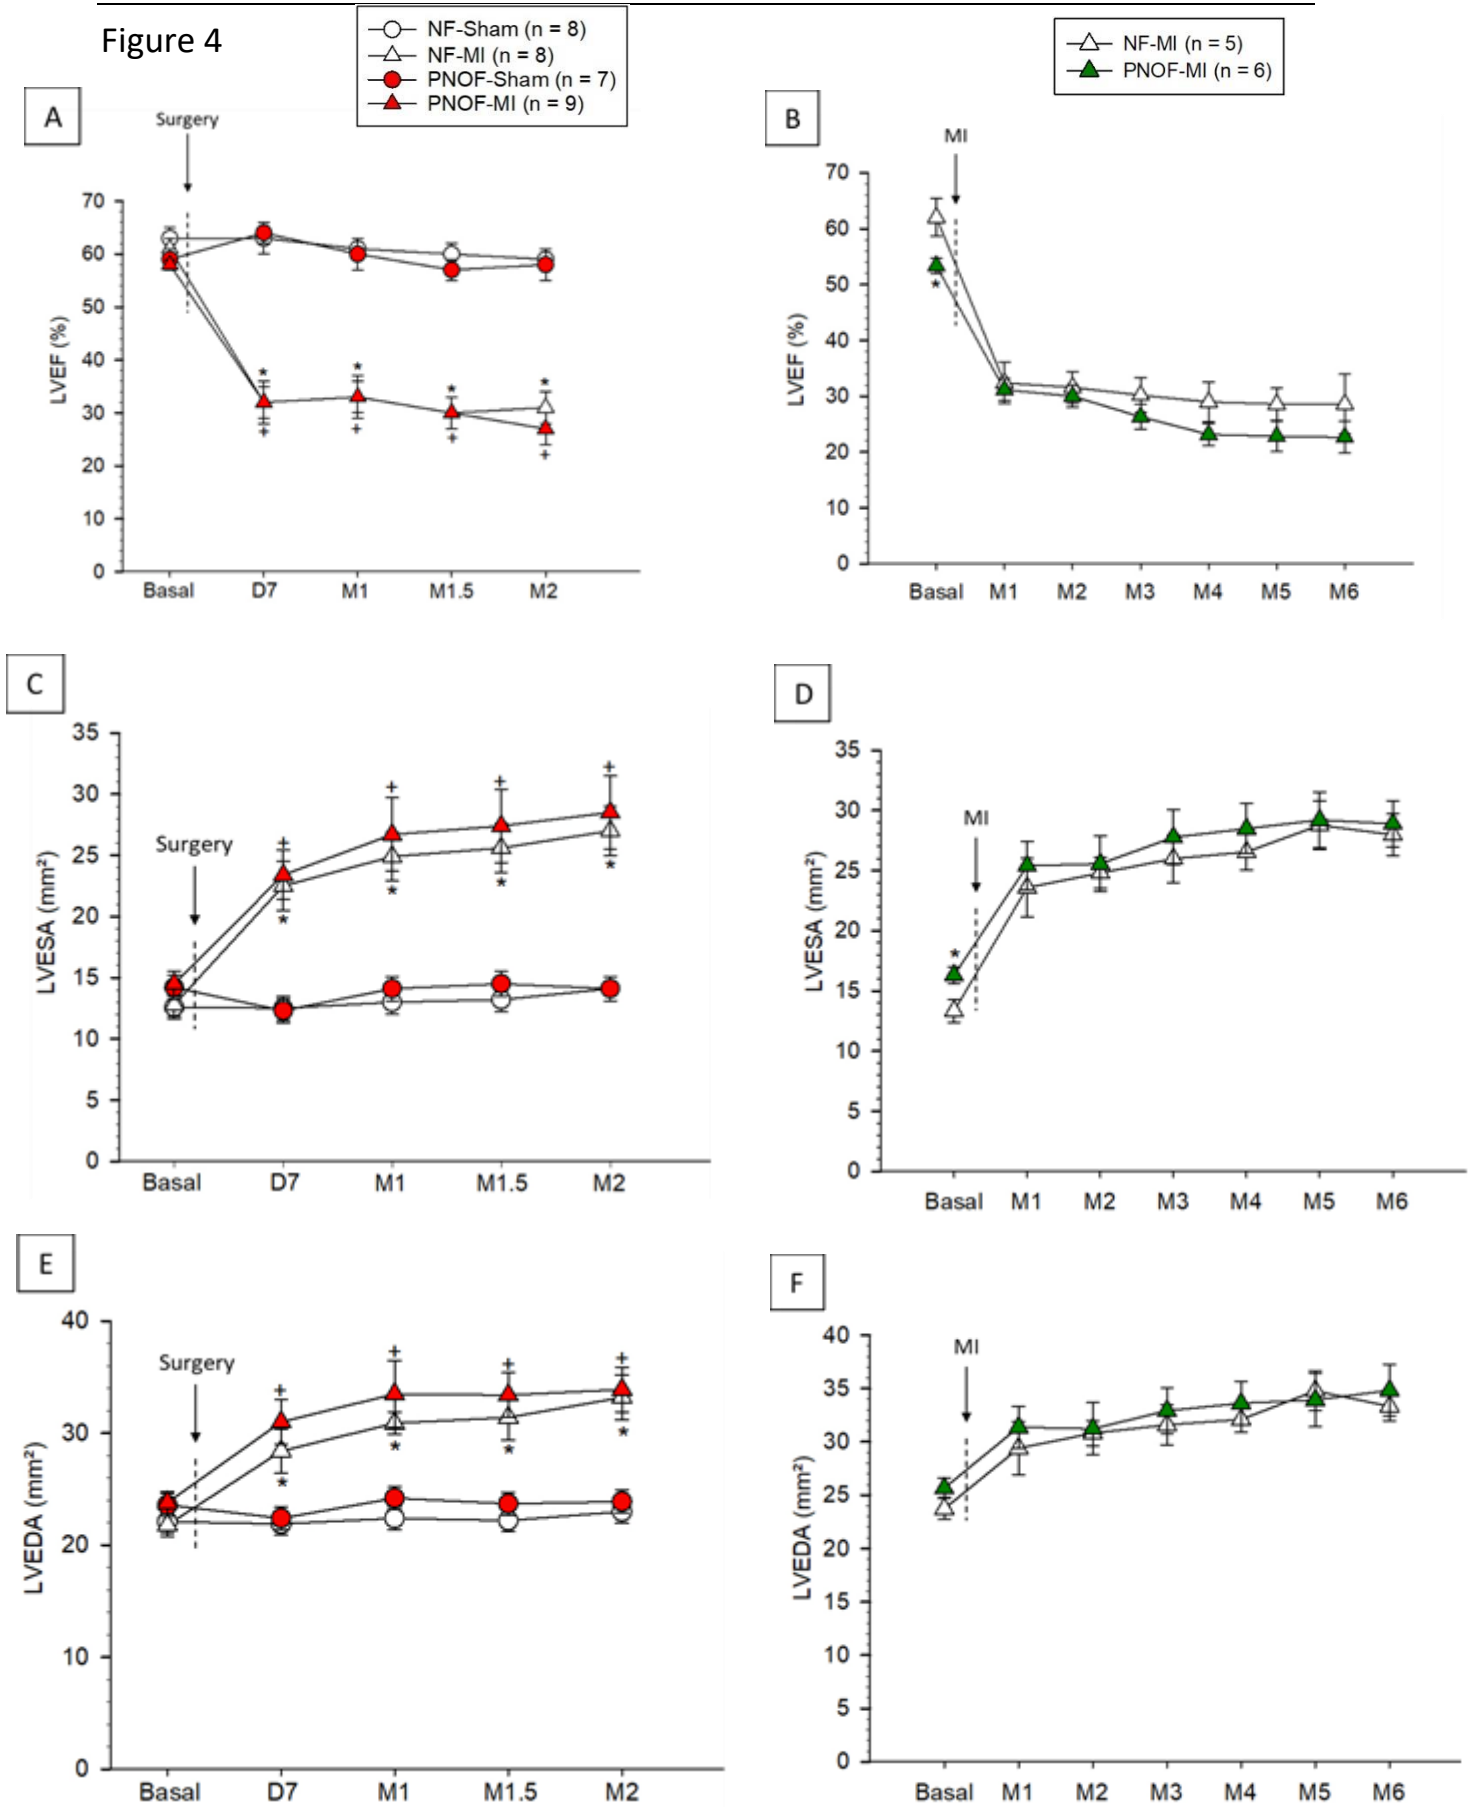 Figure 4
NF-Sham (n = 8)
NF-MI (n = 8)
PNOF-Sham (n = 7)
PNOF-MI (n = 9)
NF-MI (n = 5)
PNOF-MI (n = 6)
A
Surgery
70
60
50
40
30
20
10
0
LVEF (%)
* * * *
+ + + +
Basal D7 M1 M1.5 M2
B
MI
70
60
50
40
30
20
10
0
LVEF (%)
*
Basal M1 M2 M3 M4 M5 M6
C
Surgery
35
30
25
20
15
10
5
0
LVESA (mm²)
+ + + +
* * * *
Basal D7 M1 M1.5 M2
D
MI
35
30
25
20
15
10
5
0
LVESA (mm²)
*
Basal M1 M2 M3 M4 M5 M6
E
Surgery
40
30
20
10
0
LVEDA (mm²)
+ + + +
* * * *
Basal D7 M1 M1.5 M2
F
MI
40
35
30
25
20
15
10
5
0
LVEDA (mm²)
Basal M1 M2 M3 M4 M5 M6